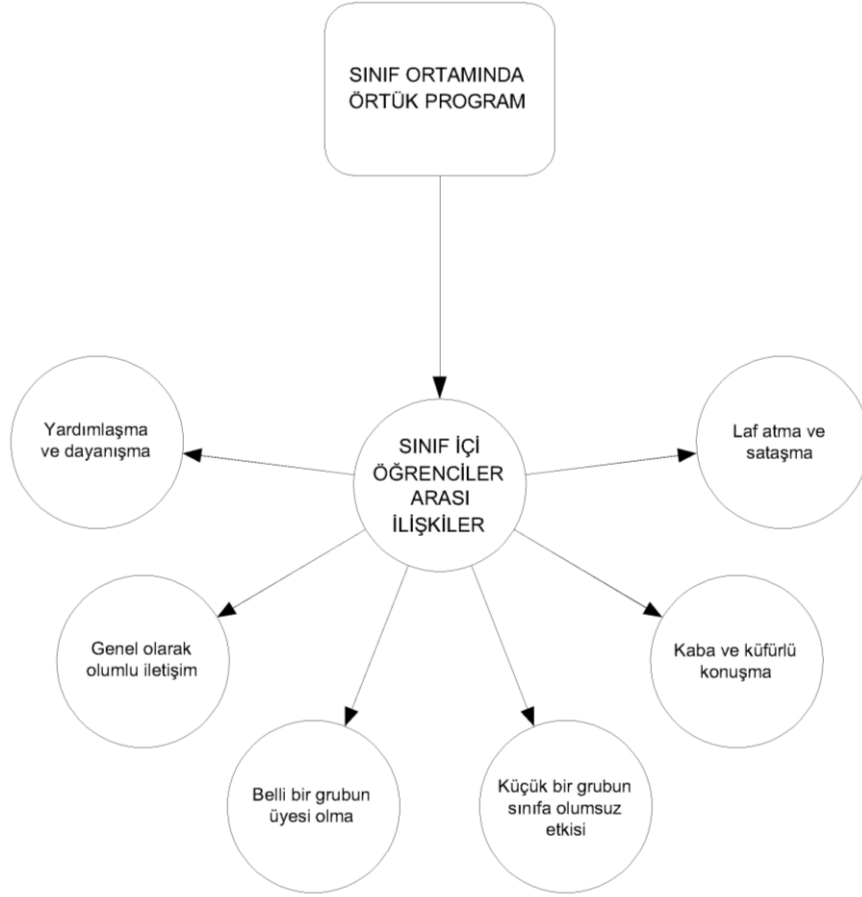 SINIF ORTAMINDA
ÖRTÜK PROGRAM
SINIF İÇİ
ÖĞRENCİLER
ARASI
İLİŞKİLER
Yardımlaşma
ve dayanışma
Laf atma ve
sataşma
Genel olarak
olumlu iletişim
Kaba ve küfürlü
konuşma
Belli bir grubun
üyesi olma
Küçük bir grubun
sınıfa olumsuz
etkisi